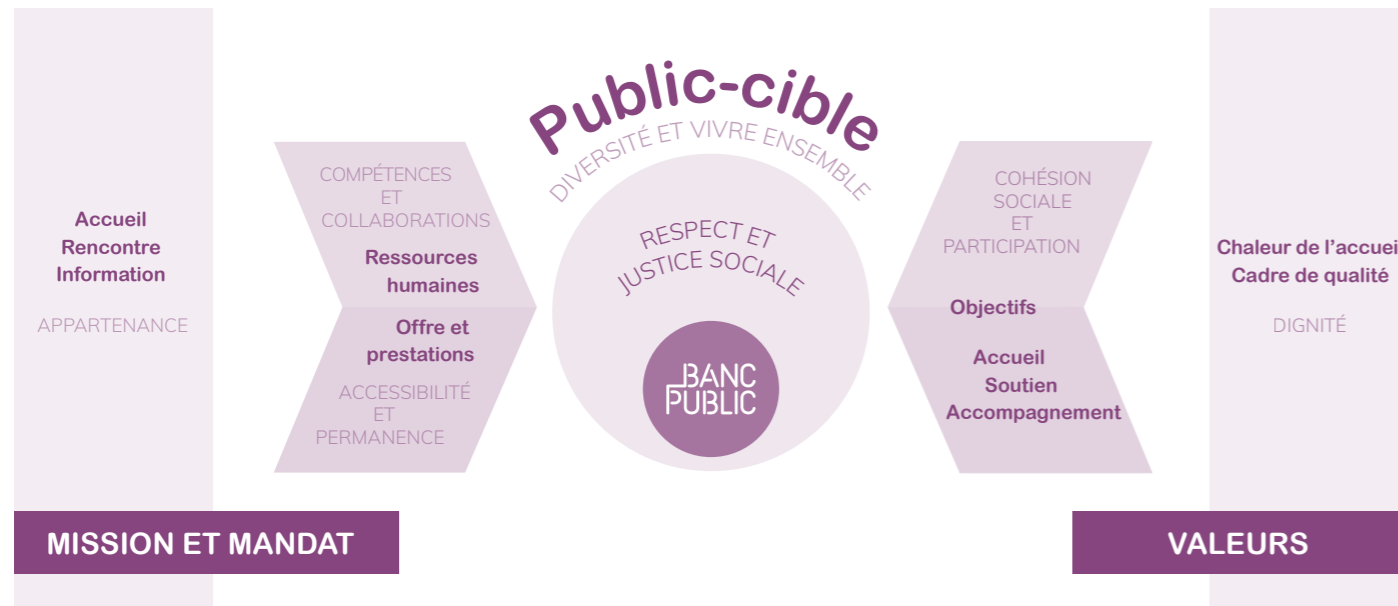 Accueil
Rencontre
Information
APPARTENANCE
MISSION ET MANDAT
COMPÉTENCES
ET
COLLABORATIONS
Ressources
humaines
Offre et
prestations
ACCESSIBILITÉ
ET
PERMANENCE
Public-cible
DIVERSITÉ ET VIVRE ENSEMBLE
RESPECT ET
JUSTICE SOCIALE
BANC
PUBLIC
COHÉSION
SOCIALE
ET
PARTICIPATION
Objectifs
Accueil
Soutien
Accompagnement
Chaleur de l’accuei
Cadre de qualité
DIGNITÉ
VALEURS